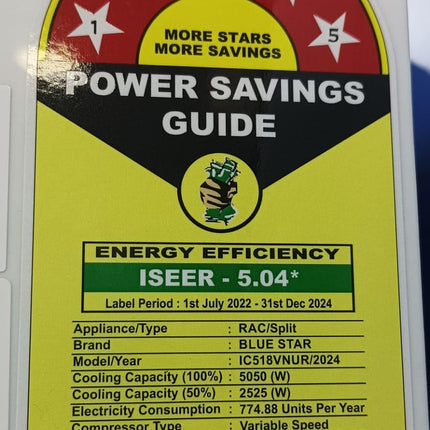 1
5
MORE STARS
MORE SAVINGS
POWER SAVINGS
GUIDE
ENERGY EFFICIENCY
ISEER - 5.04*
Label Period : 1st July 2022 - 31st Dec 2024
Appliance/Type : RAC/Split
Brand : BLUE STAR
Model/Year : IC518VNUR/2024
Cooling Capacity (100%) : 5050 (W)
Cooling Capacity (50%) : 2525 (W)
Electricity Consumption : 774.88 Units Per Year
Compressor Type : Variable Speed